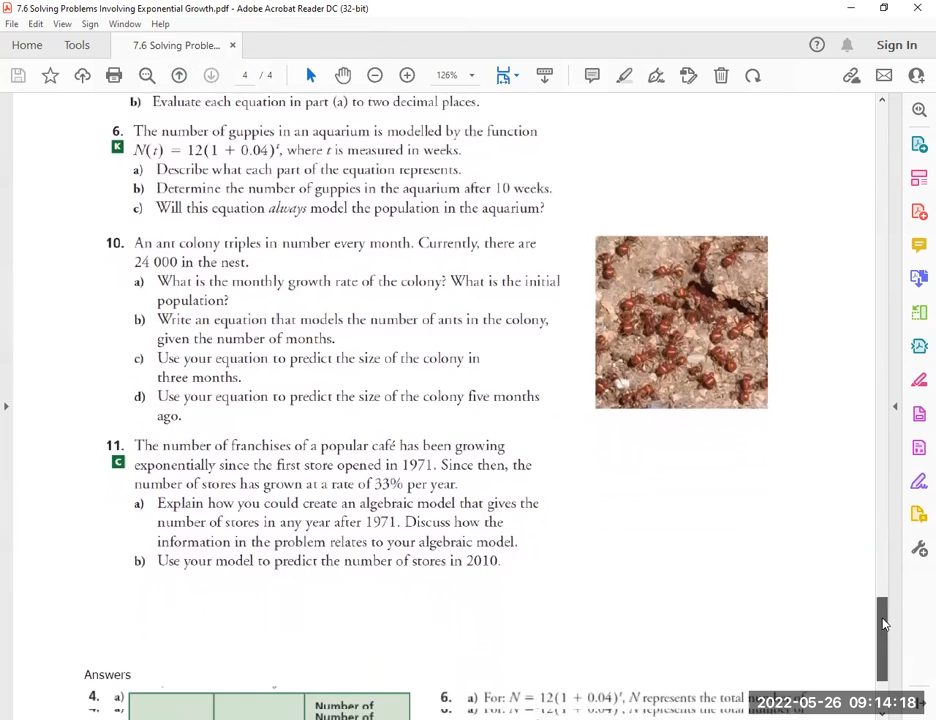 7.6 Solving Problems Involving Exponential Growth.pdf - Adobe Acrobat Reader DC (32-bit)
File Edit View Sign Window Help
Home Tools 7.6 Solving Proble... × Sign In
4 / 4 126%
b) Evaluate each equation in part (a) to two decimal places.
6. The number of guppies in an aquarium is modelled by the function
K N(t) = 12(1 + 0.04)^t, where t is measured in weeks.
a) Describe what each part of the equation represents.
b) Determine the number of guppies in the aquarium after 10 weeks.
c) Will this equation always model the population in the aquarium?
10. An ant colony triples in number every month. Currently, there are
24 000 in the nest.
a) What is the monthly growth rate of the colony? What is the initial
population?
b) Write an equation that models the number of ants in the colony,
given the number of months.
c) Use your equation to predict the size of the colony in
three months.
d) Use your equation to predict the size of the colony five months
ago.
11. The number of franchises of a popular café has been growing
C exponentially since the first store opened in 1971. Since then, the
number of stores has grown at a rate of 33% per year.
a) Explain how you could create an algebraic model that gives the
number of stores in any year after 1971. Discuss how the
information in the problem relates to your algebraic model.
b) Use your model to predict the number of stores in 2010.
Answers
4. a) Number of
6. a) For: N = 12(1 + 0.04)^t, N represents the total number of
2022-05-26 09:14:18